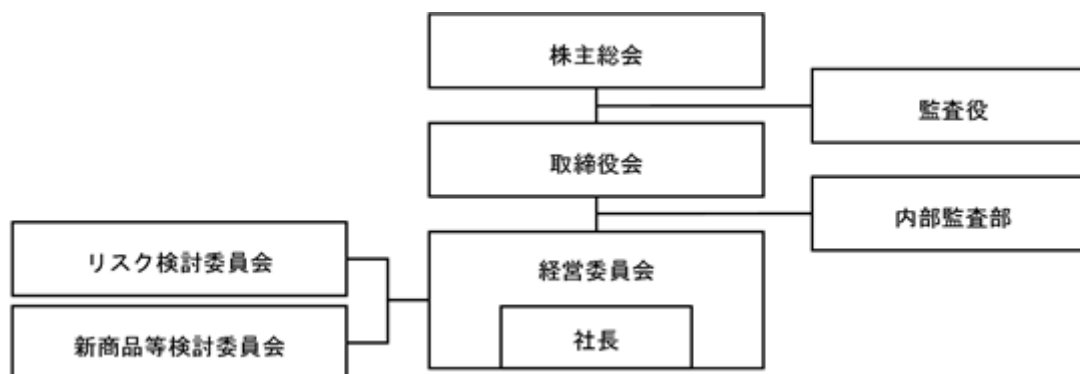 株主総会
監査役
取締役会
内部監査部
リスク検討委員会
経営委員会
新商品等検討委員会
社長